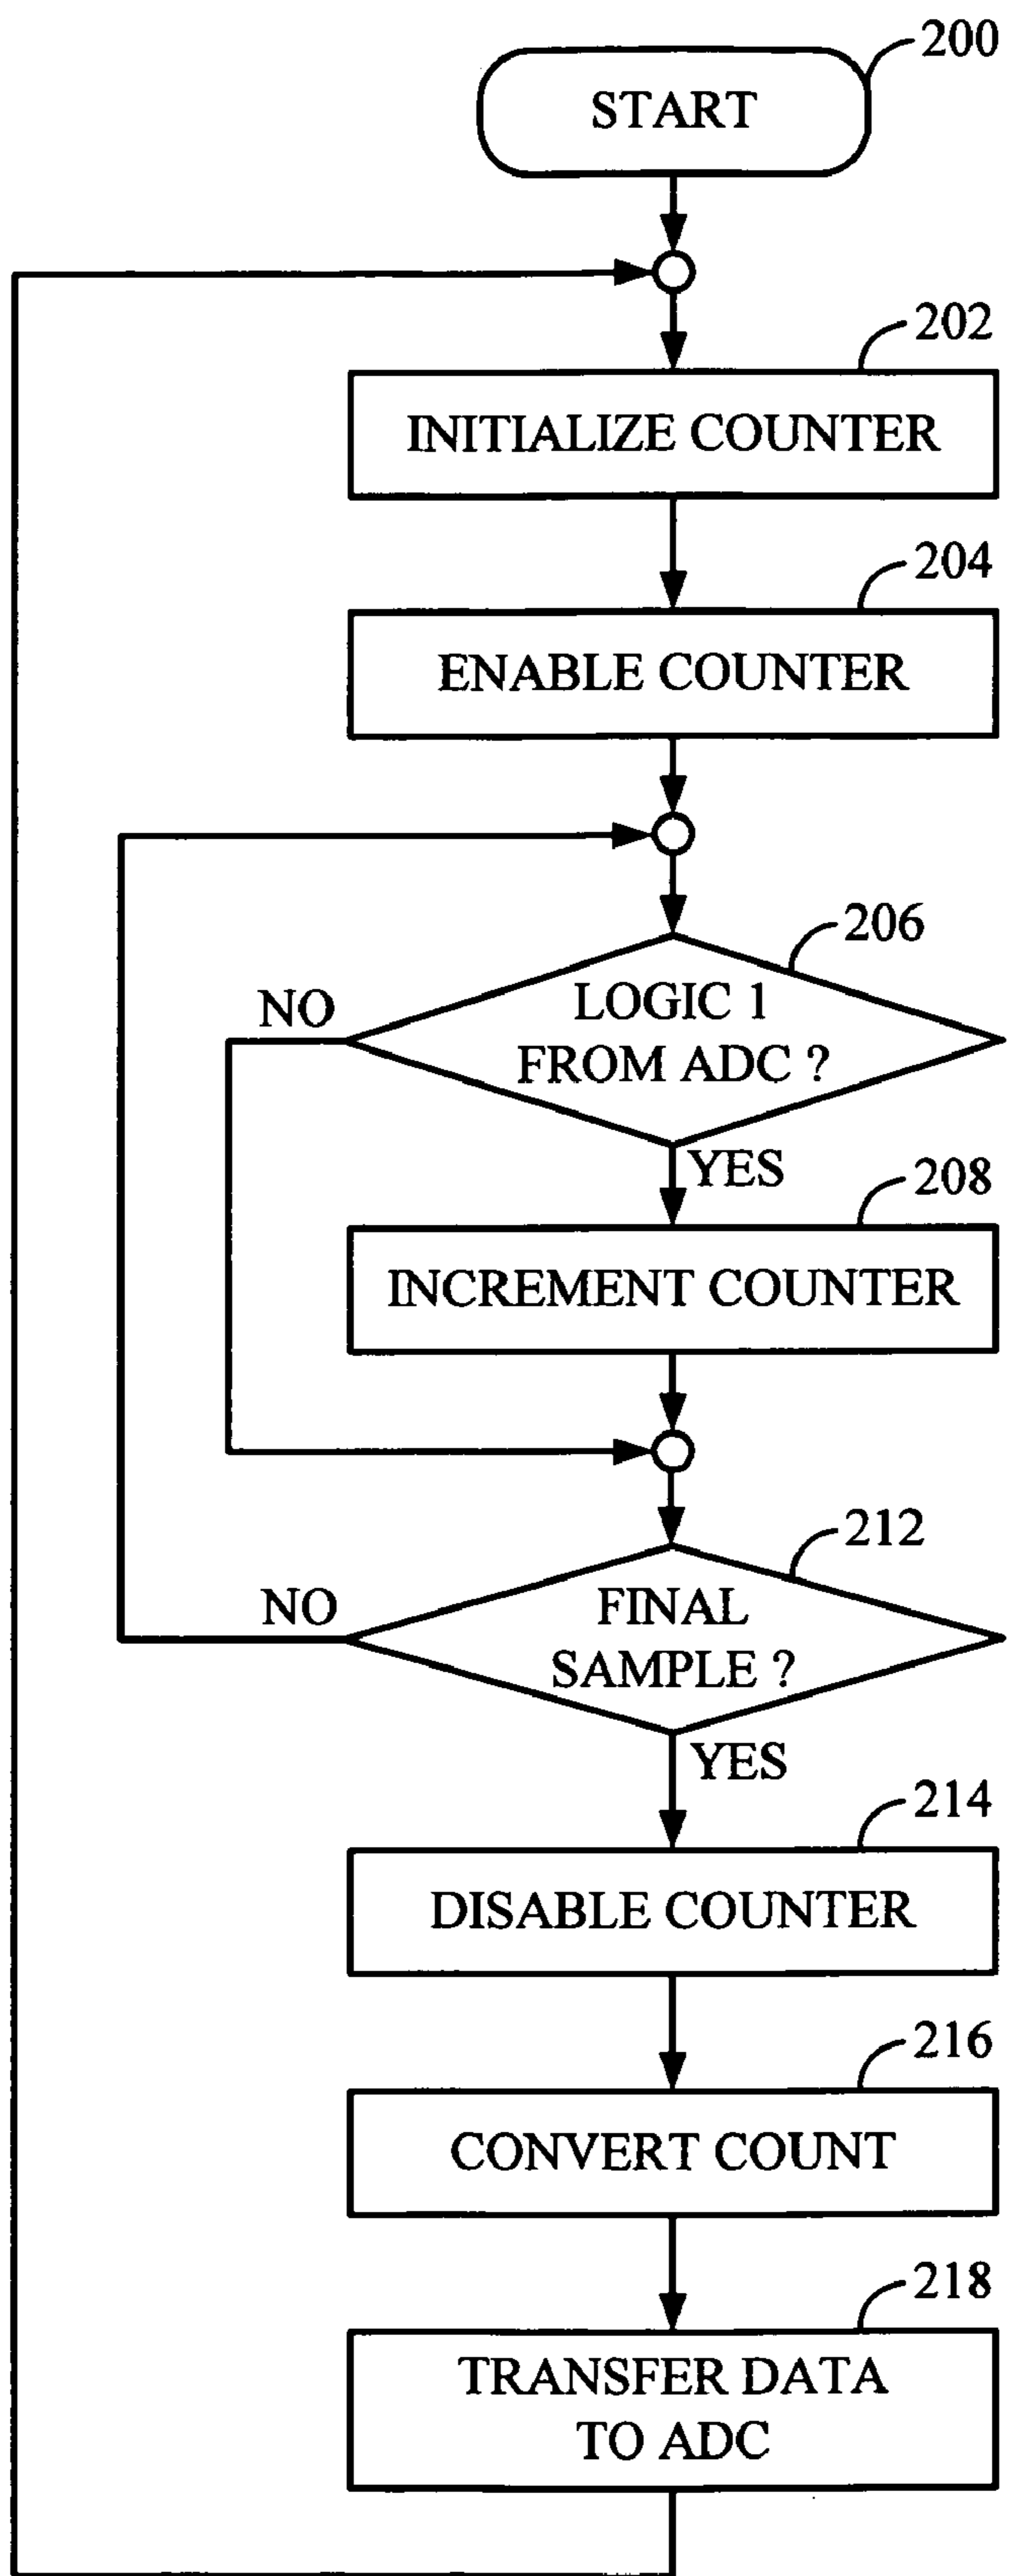 200
START
202
INITIALIZE COUNTER
204
ENABLE COUNTER
206
NO
LOGIC 1
FROM ADC ?
YES
208
INCREMENT COUNTER
212
NO
FINAL
SAMPLE ?
YES
214
DISABLE COUNTER
216
CONVERT COUNT
218
TRANSFER DATA
TO ADC